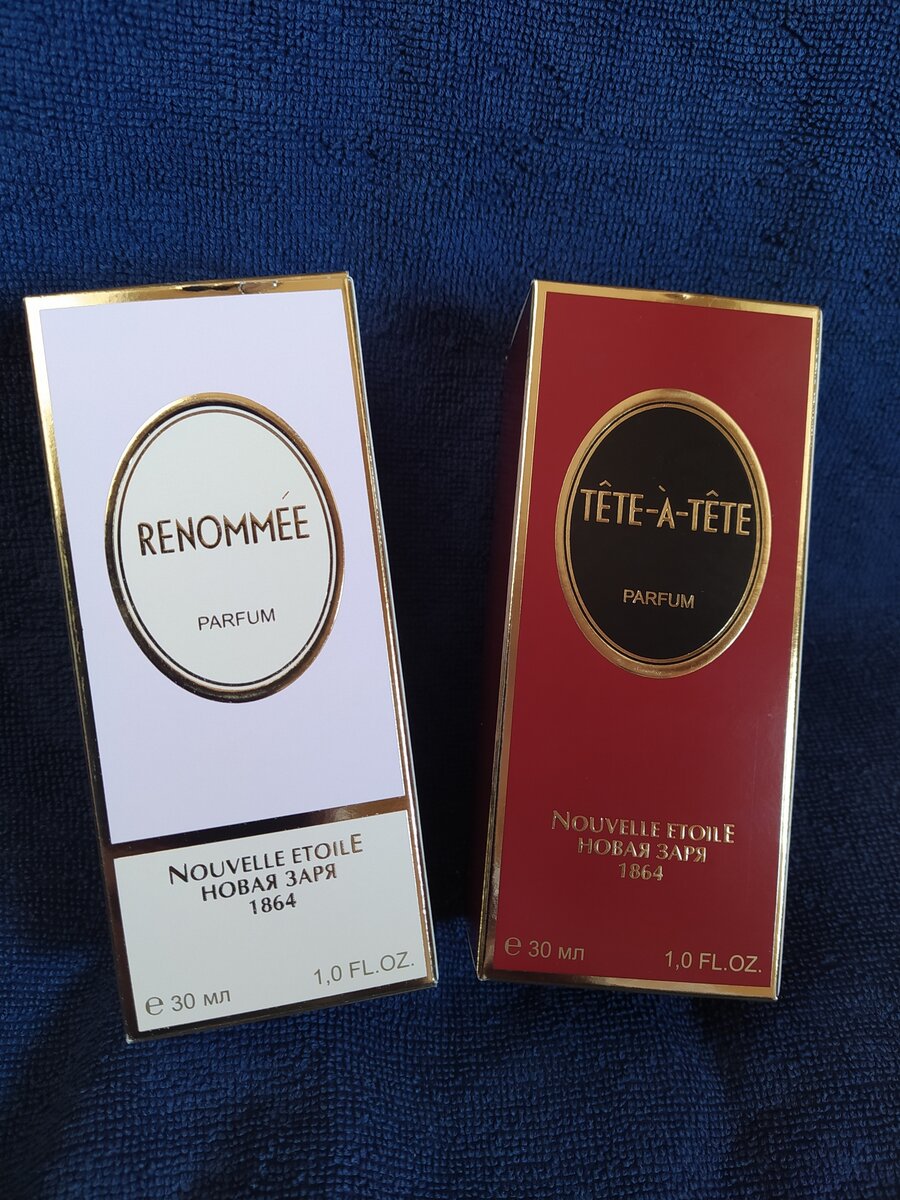 RENOMMÉE
PARFUM
NOUVELLE ETOILE
НОВАЯ ЗАРЯ
1864
℮ 30 мл
1,0 FL.OZ.
TÊTE-À-TÊTE
PARFUM
NOUVELLE ETOILE
НОВАЯ ЗАРЯ
1864
℮ 30 мл
1,0 FL.OZ.